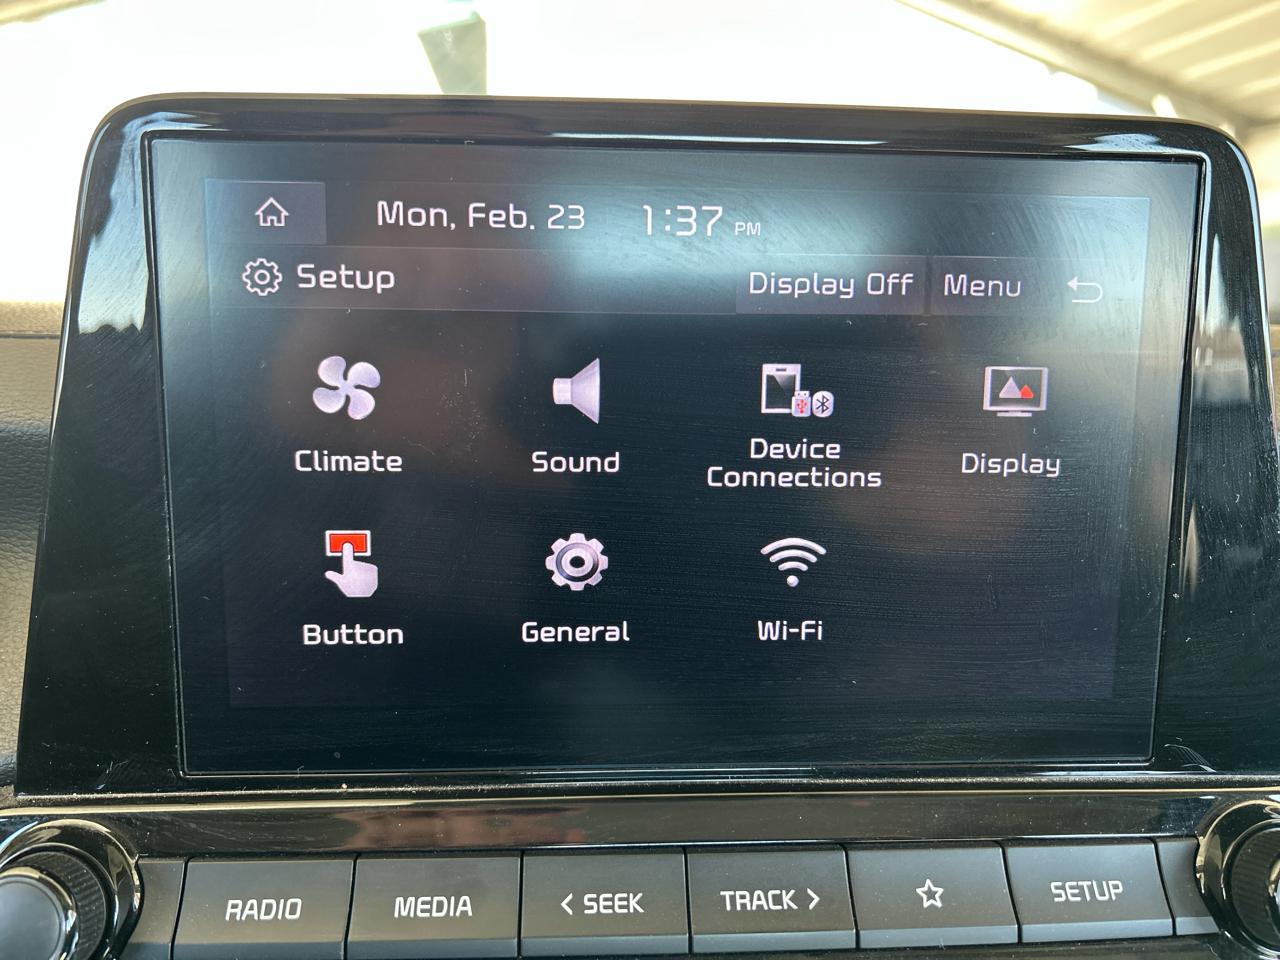 Mon, Feb. 23 1:37 PM
Setup Display Off Menu
Climate Sound Device Connections Display
Button General Wi-Fi
RADIO MEDIA < SEEK TRACK > SETUP